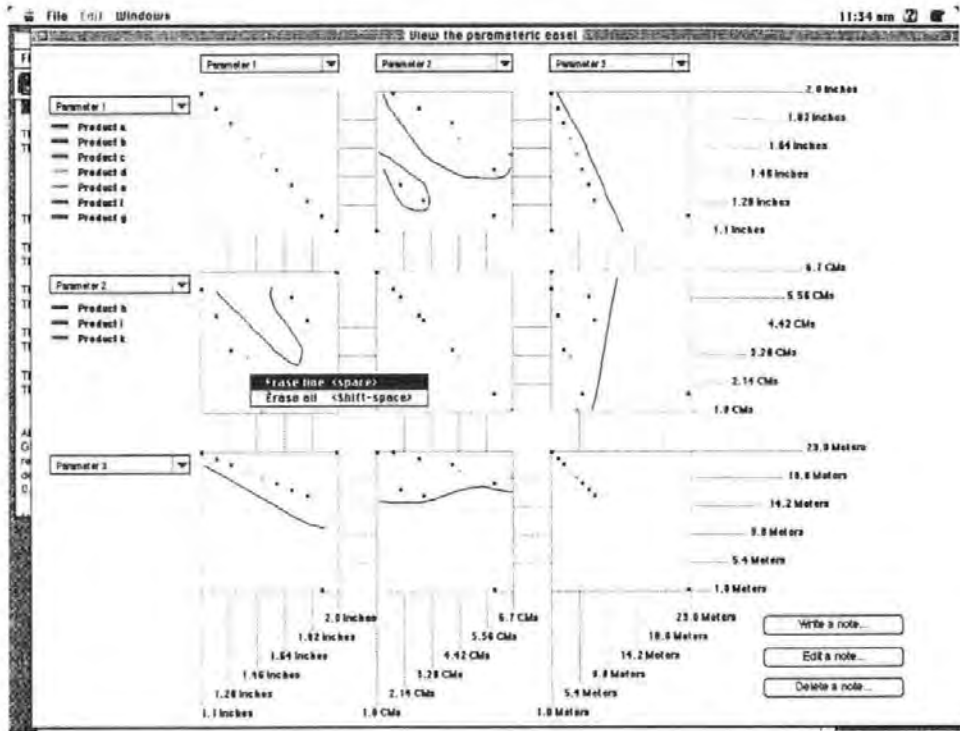 File Edit Windows 11:34 am
View the parameteric easel
Parameter 1 Parameter 2 Parameter 3
Parameter 1
Product a
Product b
Product c
Product d
Product e
Product f
Product g
2.0 Inches
1.82 Inches
1.64 Inches
1.46 Inches
1.28 Inches
1.1 Inches
Parameter 2
Product h
Product i
Product k
6.7 CMs
5.56 CMs
4.42 CMs
3.28 CMs
2.14 CMs
1.0 CMs
Erase line <space>
Erase all <Shift-space>
Parameter 3
23.0 Meters
18.6 Meters
14.2 Meters
9.8 Meters
5.4 Meters
1.0 Meters
2.0 Inches 6.7 CMs 23.0 Meters
1.82 Inches 5.56 CMs 18.6 Meters
1.64 Inches 4.42 CMs 14.2 Meters
1.46 Inches 3.28 CMs 9.8 Meters
1.28 Inches 2.14 CMs 5.4 Meters
1.1 Inches 1.0 CMs 1.0 Meters
Write a note...
Edit a note...
Delete a note...